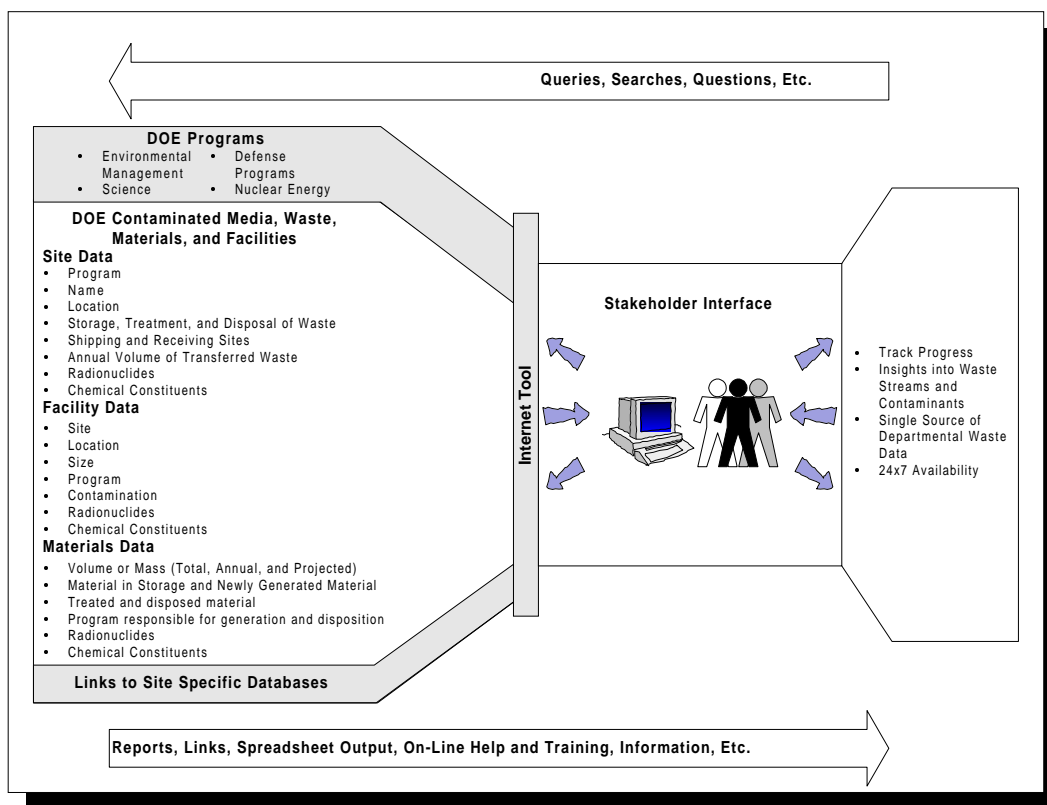 Queries, Searches, Questions, Etc.
DOE Programs
• Environmental Management
• Science
• Defense Programs
• Nuclear Energy
DOE Contaminated Media, Waste,
Materials, and Facilities
Site Data
• Program
• Name
• Location
• Storage, Treatment, and Disposal of Waste
• Shipping and Receiving Sites
• Annual Volume of Transferred Waste
• Radionuclides
• Chemical Constituents
Facility Data
• Site
• Location
• Size
• Program
• Contamination
• Radionuclides
• Chemical Constituents
Materials Data
• Volume or Mass (Total, Annual, and Projected)
• Material in Storage and Newly Generated Material
• Treated and disposed material
• Program responsible for generation and disposition
• Radionuclides
• Chemical Constituents
Links to Site Specific Databases
Internet Tool
Stakeholder Interface
• Track Progress
• Insights into Waste
Streams and
Contaminants
• Single Source of
Departmental Waste
Data
• 24x7 Availability
Reports, Links, Spreadsheet Output, On-Line Help and Training, Information, Etc.